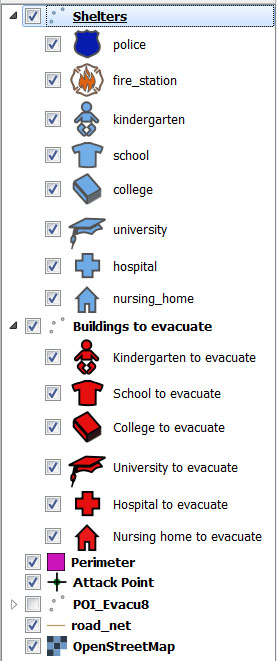 Shelters
police
fire_station
kindergarten
school
college
university
hospital
nursing_home
Buildings to evacuate
Kindergarten to evacuate
School to evacuate
College to evacuate
University to evacuate
Hospital to evacuate
Nursing home to evacuate
Perimeter
Attack Point
POI_Evacu8
road_net
OpenStreetMap